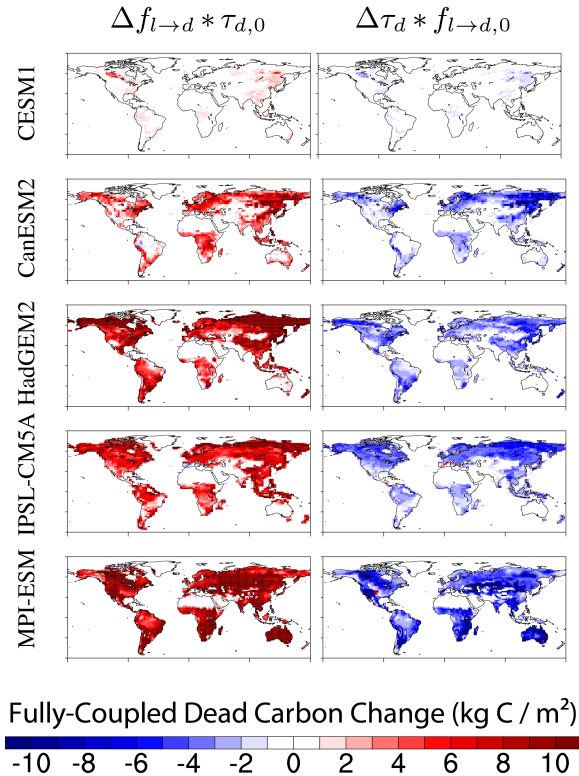 Δf_{l→d} * τ_{d,0} Δτ_d * f_{l→d,0}
CESM1
CanESM2
HadGEM2
IPSL-CM5A
MPI-ESM
Fully-Coupled Dead Carbon Change (kg C / m²)
-10 -8 -6 -4 -2 0 2 4 6 8 10